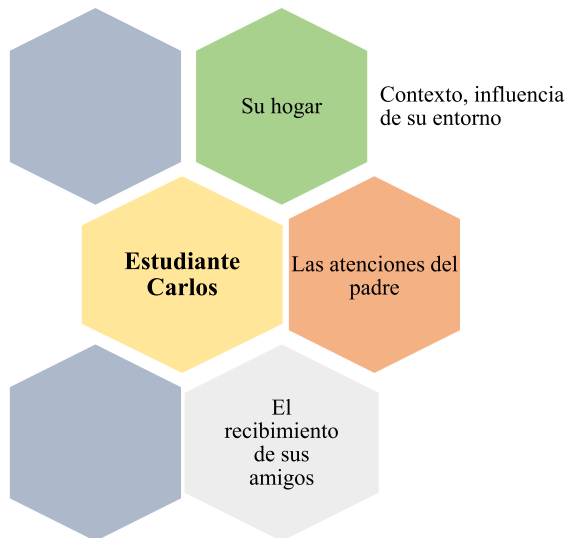 Su hogar
Contexto, influencia
de su entorno
Estudiante
Carlos
Las atenciones del
padre
El
recibimiento
de sus
amigos